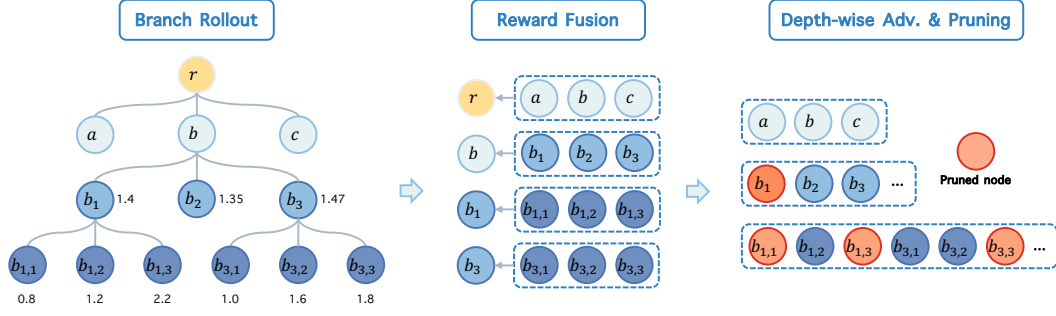 Branch Rollout
r
a b c
b₁ 1.4 b₂ 1.35 b₃ 1.47
b₁,₁ b₁,₂ b₁,₃ b₃,₁ b₃,₂ b₃,₃
0.8 1.2 2.2 1.0 1.6 1.8
Reward Fusion
r a b c
b b₁ b₂ b₃
b₁ b₁,₁ b₁,₂ b₁,₃
b₃ b₃,₁ b₃,₂ b₃,₃
Depth-wise Adv. & Pruning
a b c
b₁ b₂ b₃ ...
b₁,₁ b₁,₂ b₁,₃ b₃,₁ b₃,₂ b₃,₃ ...
Pruned node